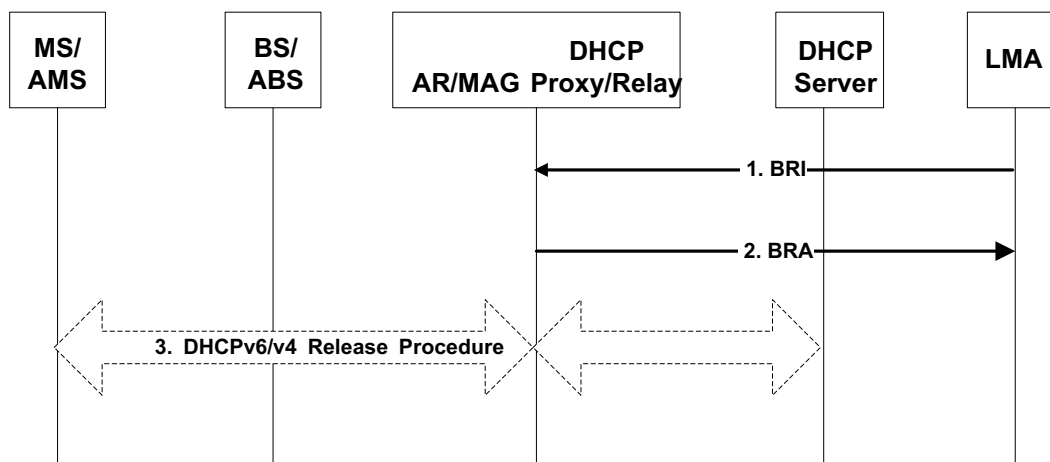 MS/
AMS
BS/
ABS
DHCP
AR/MAG Proxy/Relay
DHCP
Server
LMA
1. BRI
2. BRA
3. DHCPv6/v4 Release Procedure